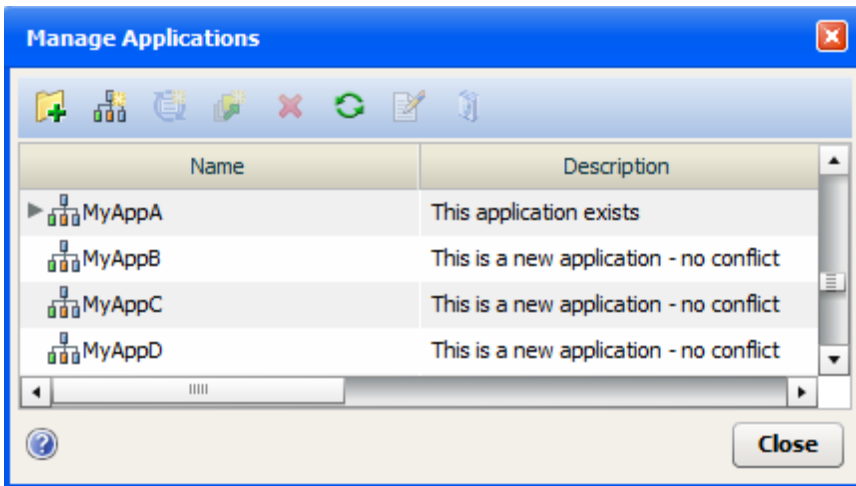 Manage Applications
Name Description
MyAppA This application exists
MyAppB This is a new application - no conflict
MyAppC This is a new application - no conflict
MyAppD This is a new application - no conflict
?
Close